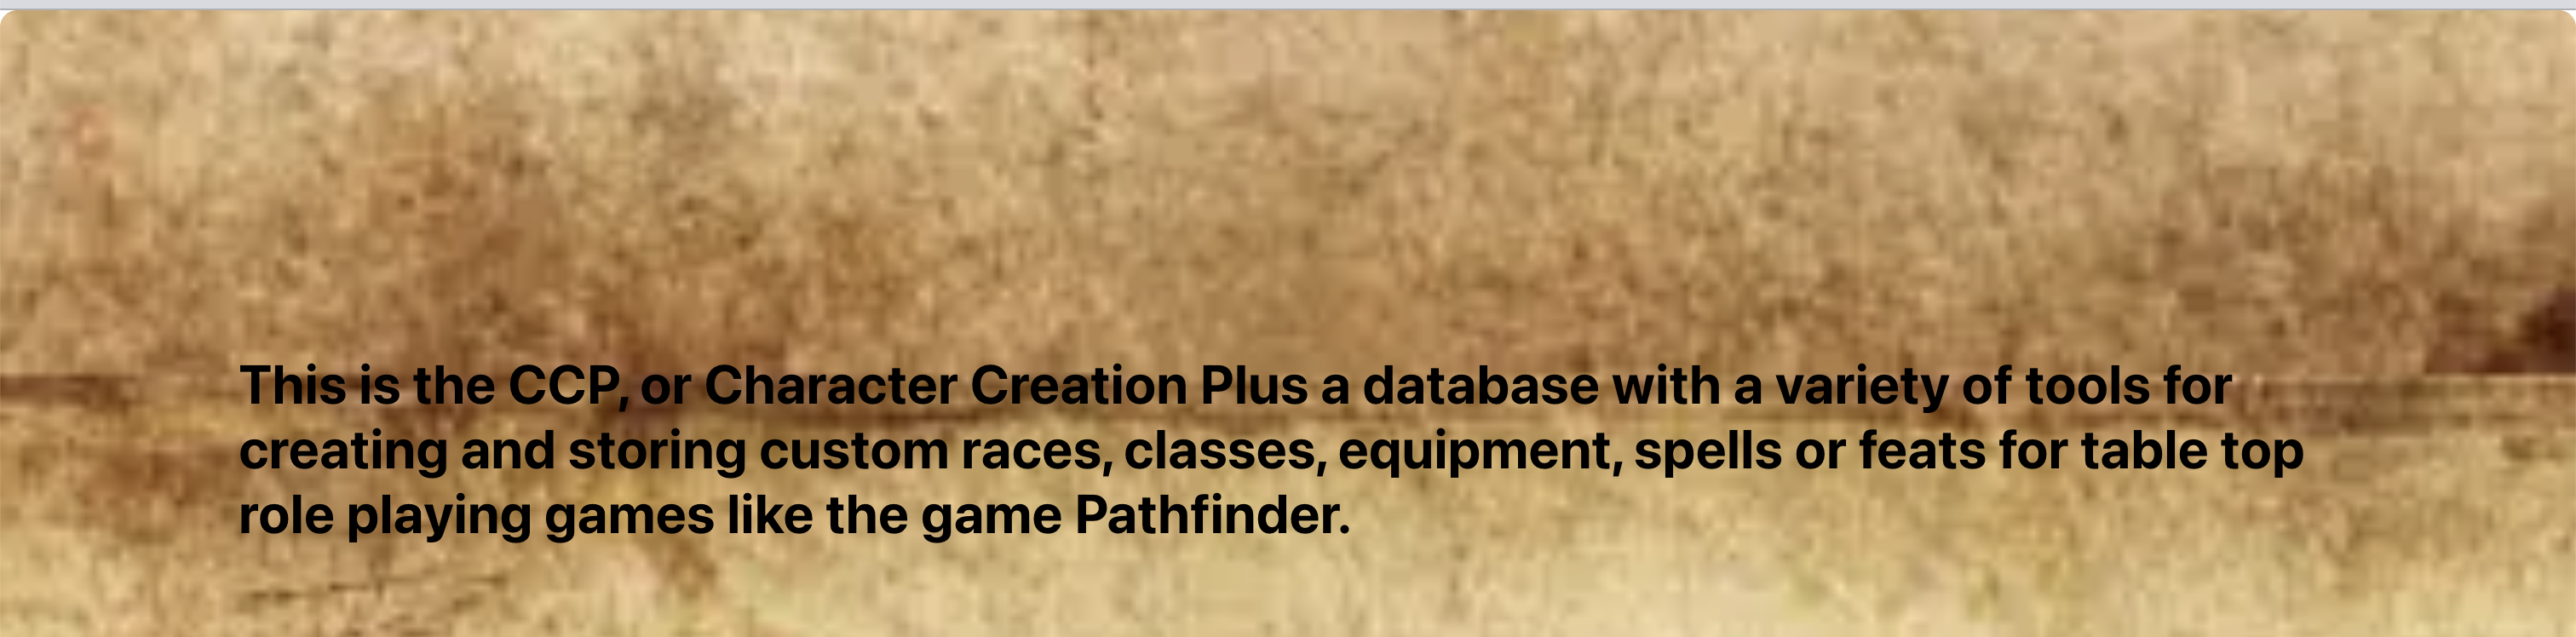 This is the CCP, or Character Creation Plus a database with a variety of tools for
creating and storing custom races, classes, equipment, spells or feats for table top
role playing games like the game Pathfinder.